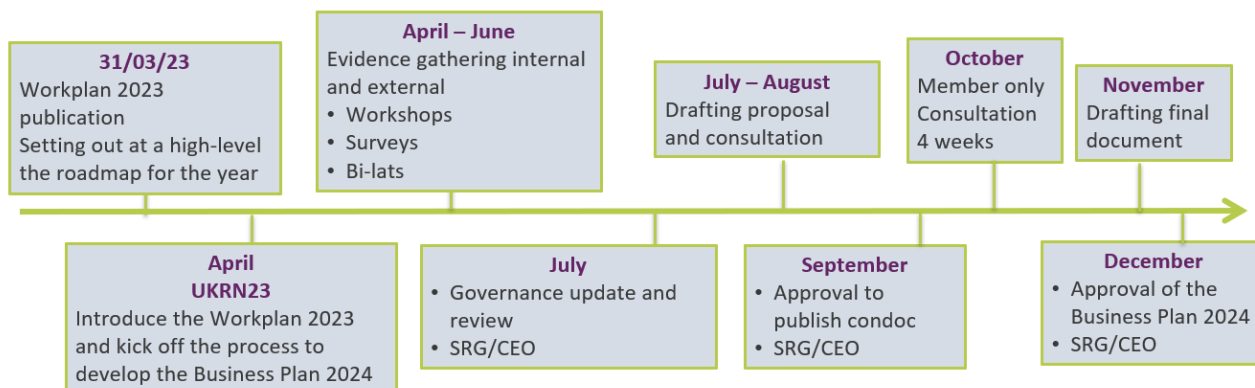 31/03/23
Workplan 2023
publication
Setting out at a high-level
the roadmap for the year
April – June
Evidence gathering internal
and external
• Workshops
• Surveys
• Bi-lats
July – August
Drafting proposal
and consultation
October
Member only
Consultation
4 weeks
November
Drafting final
document
April
UKRN23
Introduce the Workplan 2023
and kick off the process to
develop the Business Plan 2024
July
• Governance update and
review
• SRG/CEO
September
• Approval to
publish condoc
• SRG/CEO
December
• Approval of the
Business Plan 2024
• SRG/CEO